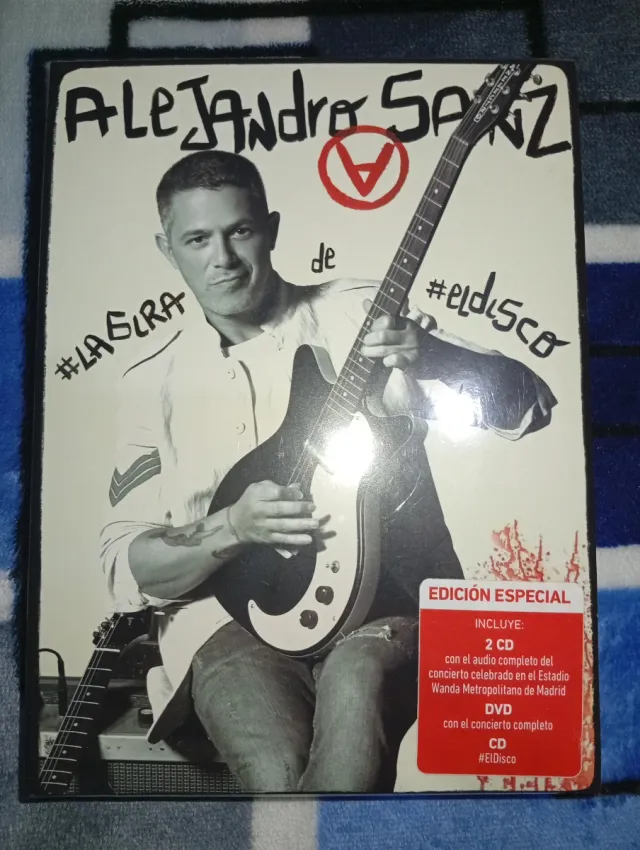 ALEJANDRO SANZ
#LAGIRA
de
#ELDISCO
EDICIÓN ESPECIAL
INCLUYE:
2 CD
con el audio completo del
concierto celebrado en el Estadio
Wanda Metropolitano de Madrid
DVD
con el concierto completo
CD
#ElDisco